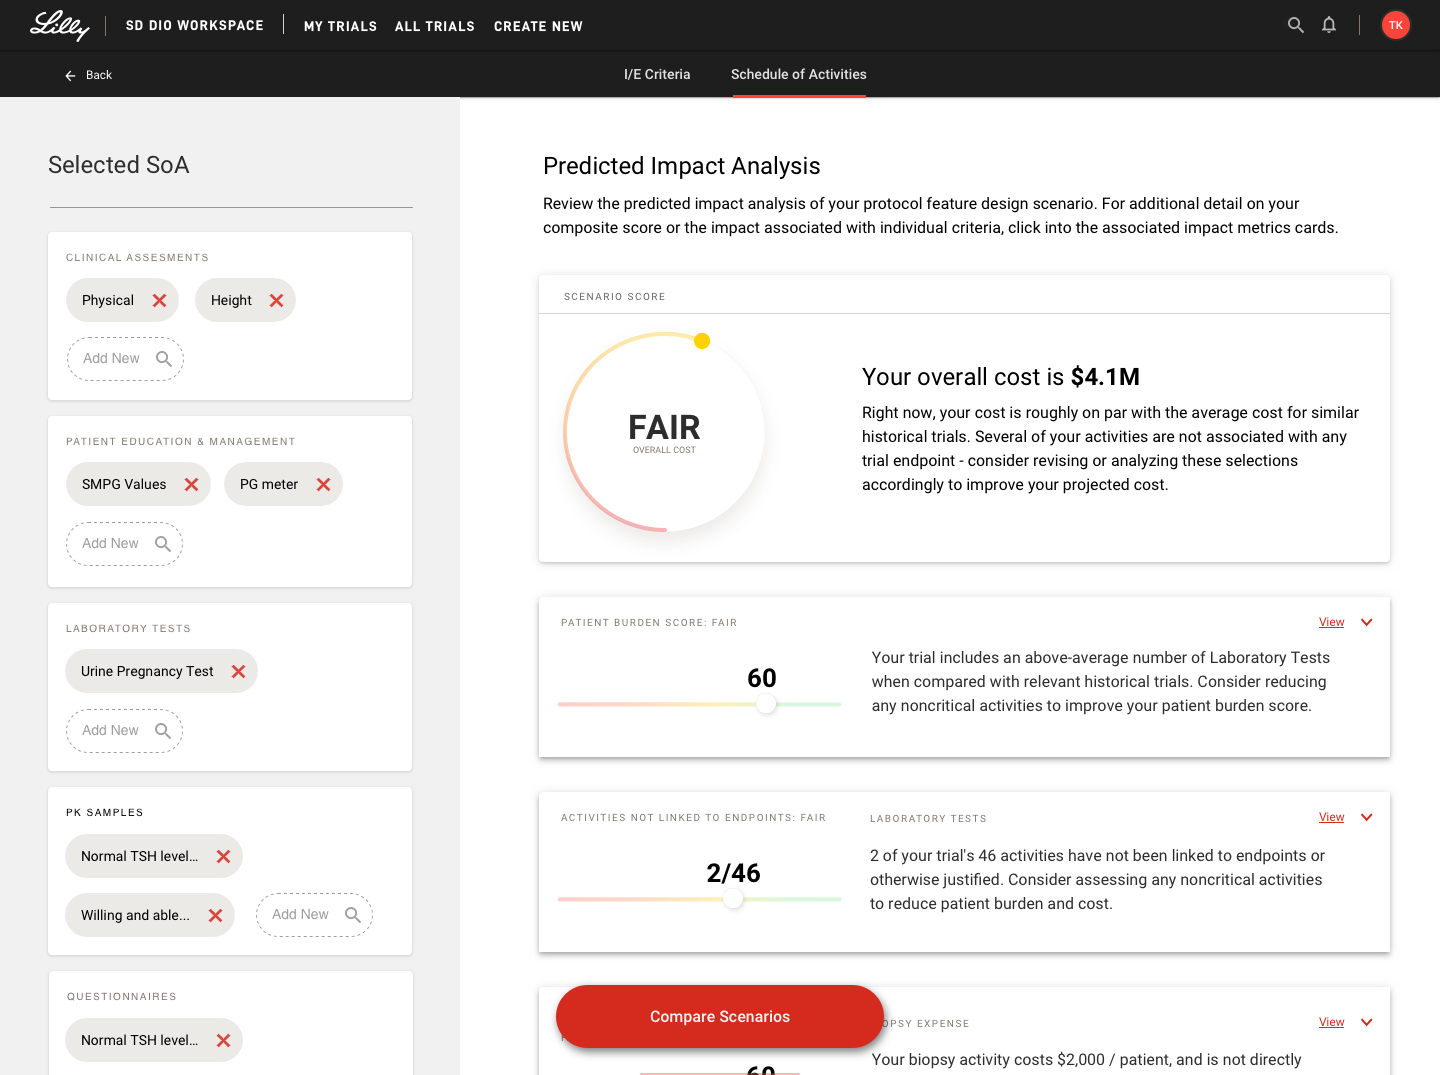 Lilly
SD DIO WORKSPACE
MY TRIALS
ALL TRIALS
CREATE NEW
TK
Back
I/E Criteria
Schedule of Activities
Selected SoA
CLINICAL ASSESMENTS
Physical
Height
Add New
PATIENT EDUCATION & MANAGEMENT
SMPG Values
PG meter
Add New
LABORATORY TESTS
Urine Pregnancy Test
Add New
PK SAMPLES
Normal TSH level...
Willing and able...
Add New
QUESTIONNAIRES
Normal TSH level...
Predicted Impact Analysis
Review the predicted impact analysis of your protocol feature design scenario. For additional detail on your
composite score or the impact associated with individual criteria, click into the associated impact metrics cards.
SCENARIO SCORE
FAIR
OVERALL COST
Your overall cost is $4.1M
Right now, your cost is roughly on par with the average cost for similar
historical trials. Several of your activities are not associated with any
trial endpoint - consider revising or analyzing these selections
accordingly to improve your projected cost.
PATIENT BURDEN SCORE: FAIR
View
60
Your trial includes an above-average number of Laboratory Tests
when compared with relevant historical trials. Consider reducing
any noncritical activities to improve your patient burden score.
ACTIVITIES NOT LINKED TO ENDPOINTS: FAIR
LABORATORY TESTS
View
2/46
2 of your trial's 46 activities have not been linked to endpoints or
otherwise justified. Consider assessing any noncritical activities
to reduce patient burden and cost.
Compare Scenarios
OPSY EXPENSE
View
60
Your biopsy activity costs $2,000 / patient, and is not directly